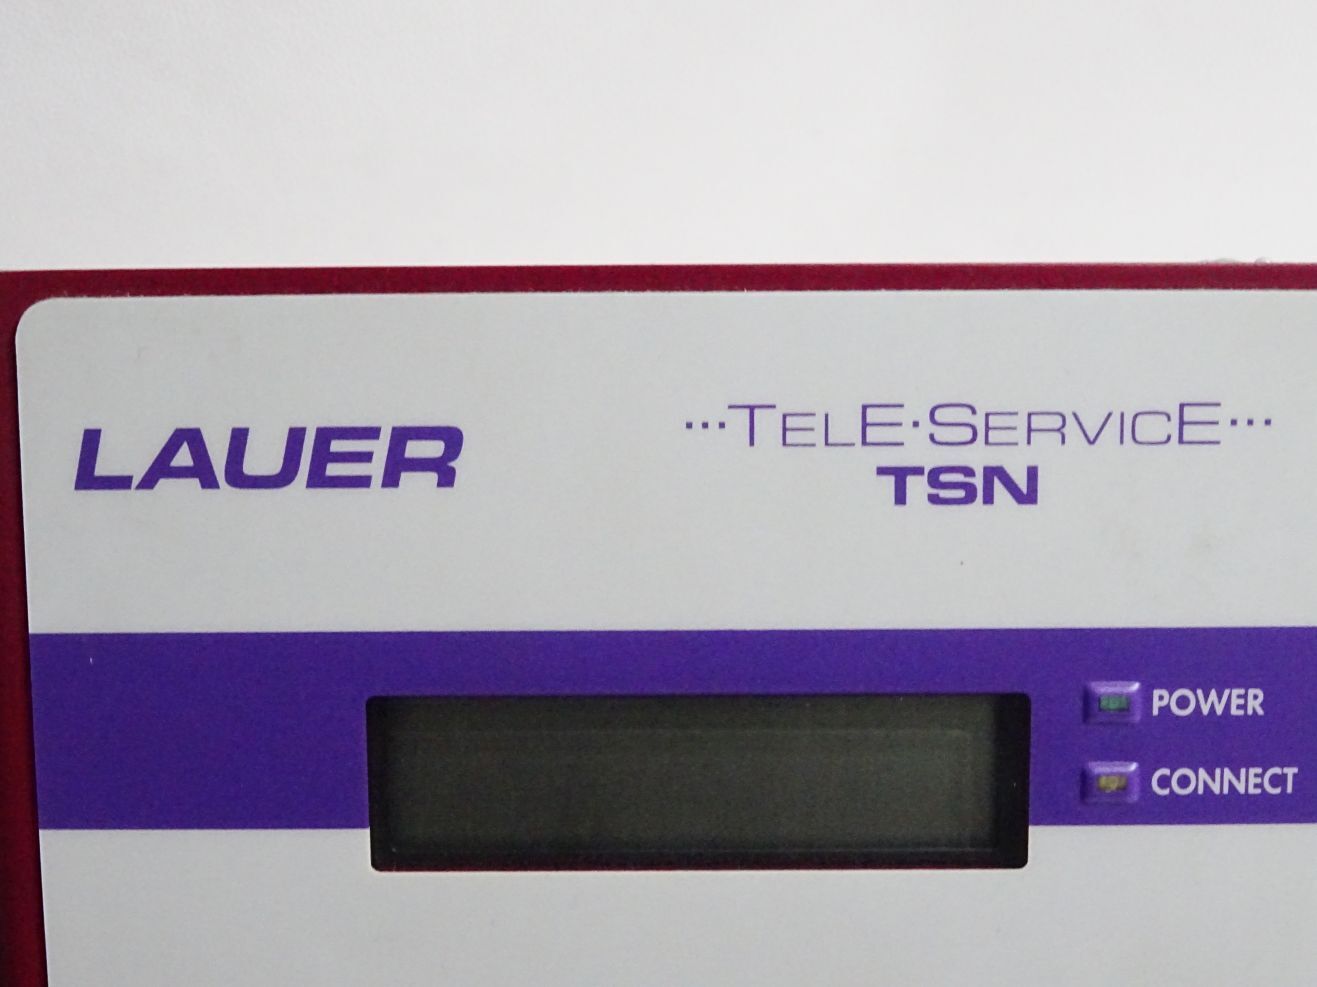 LAUER
···TELE·SERVICE···
TSN
POWER
CONNECT